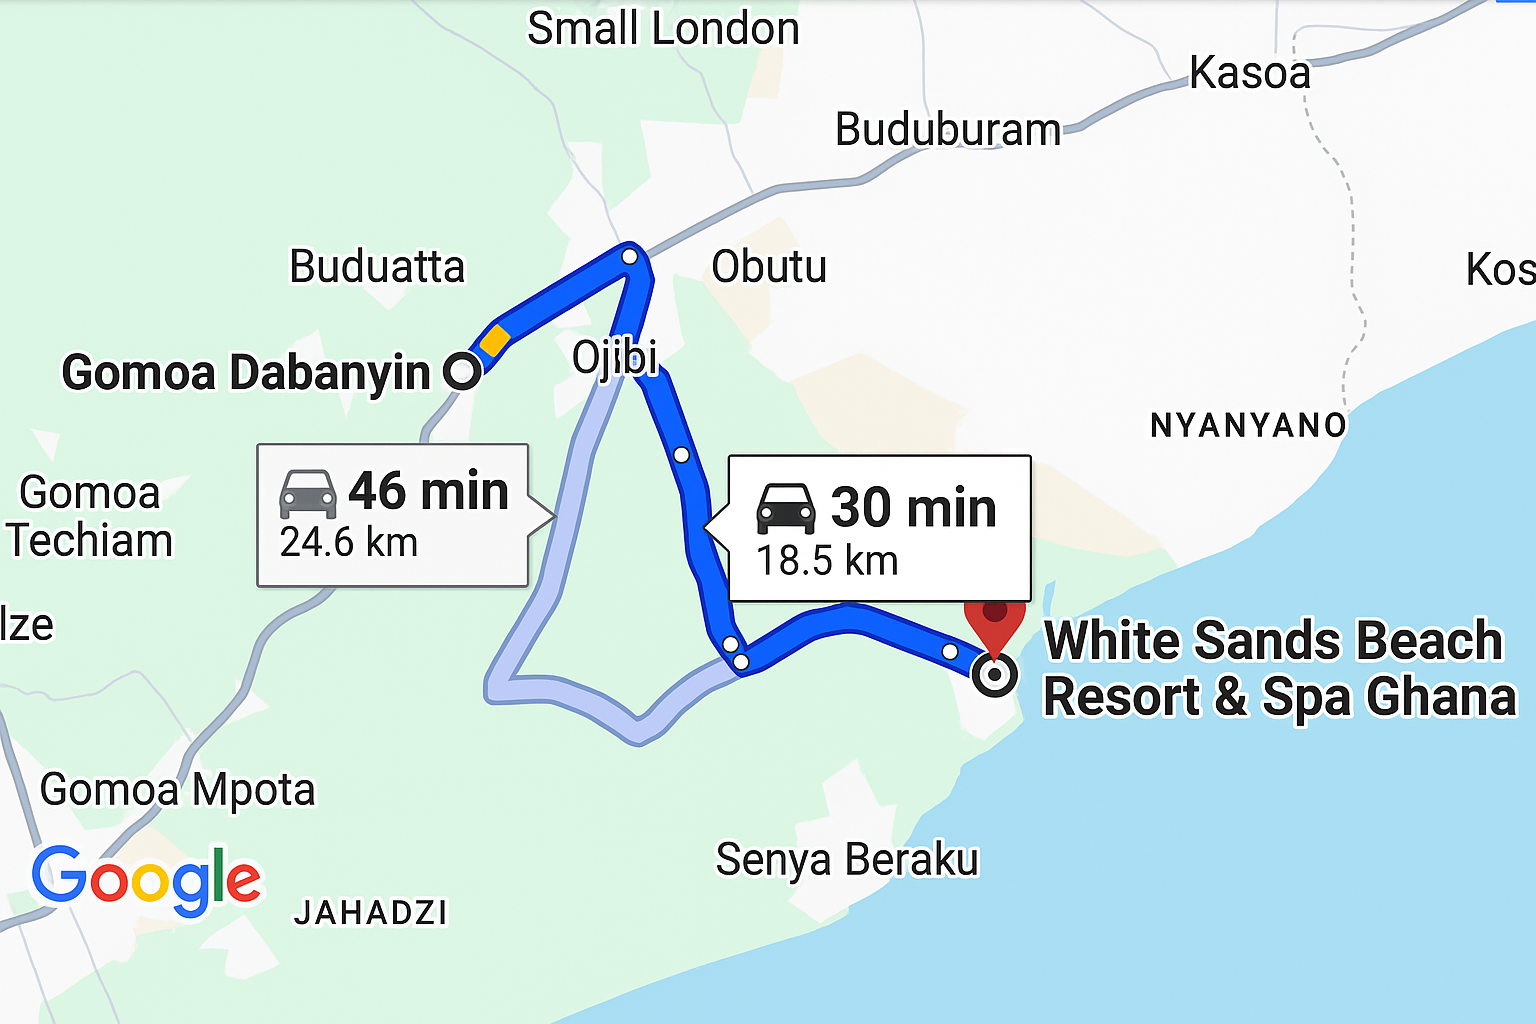 Small London
Kasoa
Buduburam
Buduatta
Obutu
Kos
Ojibi
Gomoa Dabanyin
NYANYANO
46 min
24.6 km
30 min
18.5 km
Gomoa
Techiam
lze
White Sands Beach
Resort & Spa Ghana
Gomoa Mpota
Senya Beraku
Google
JAHADZI